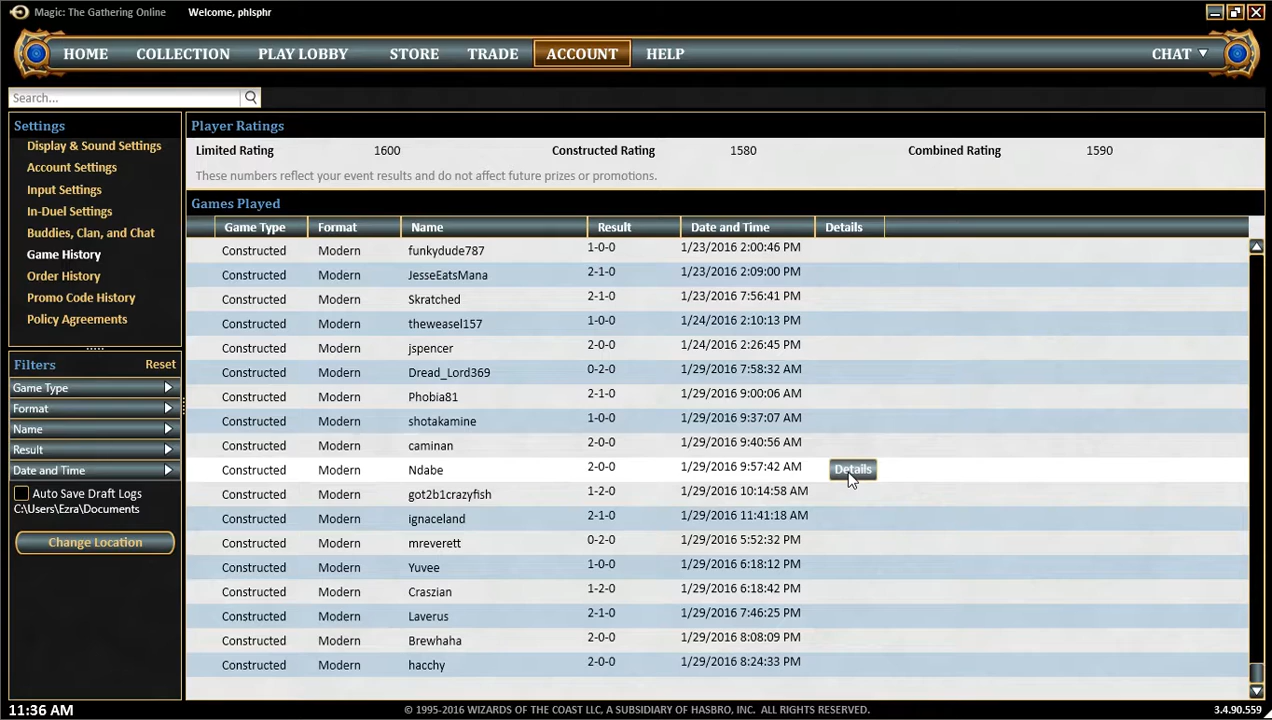 Magic: The Gathering Online Welcome, phlsphr
HOME COLLECTION PLAY LOBBY STORE TRADE ACCOUNT HELP CHAT
Search...
Settings
Display & Sound Settings
Account Settings
Input Settings
In-Duel Settings
Buddies, Clan, and Chat
Game History
Order History
Promo Code History
Policy Agreements
Filters Reset
Game Type
Format
Name
Result
Date and Time
Auto Save Draft Logs
C:\Users\Ezra\Documents
Change Location
Player Ratings
Limited Rating 1600 Constructed Rating 1580 Combined Rating 1590
These numbers reflect your event results and do not affect future prizes or promotions.
Games Played
Game Type Format Name Result Date and Time Details
Constructed Modern funkydude787 1-0-0 1/23/2016 2:00:46 PM
Constructed Modern JesseEatsMana 2-1-0 1/23/2016 2:09:00 PM
Constructed Modern Skratched 2-1-0 1/23/2016 7:56:41 PM
Constructed Modern theweasel157 1-0-0 1/24/2016 2:10:13 PM
Constructed Modern jspencer 2-0-0 1/24/2016 2:26:45 PM
Constructed Modern Dread_Lord369 0-2-0 1/29/2016 7:58:32 AM
Constructed Modern Phobia81 2-1-0 1/29/2016 9:00:06 AM
Constructed Modern shotakamine 1-0-0 1/29/2016 9:37:07 AM
Constructed Modern caminan 2-0-0 1/29/2016 9:40:56 AM
Constructed Modern Ndabe 2-0-0 1/29/2016 9:57:42 AM Details
Constructed Modern got2b1crazyfish 1-2-0 1/29/2016 10:14:58 AM
Constructed Modern ignaceland 2-1-0 1/29/2016 11:41:18 AM
Constructed Modern mreverett 0-2-0 1/29/2016 5:52:32 PM
Constructed Modern Yuvee 1-0-0 1/29/2016 6:18:12 PM
Constructed Modern Craszian 1-2-0 1/29/2016 6:18:42 PM
Constructed Modern Laverus 2-1-0 1/29/2016 7:46:25 PM
Constructed Modern Brewhaha 2-0-0 1/29/2016 8:08:09 PM
Constructed Modern hacchy 2-0-0 1/29/2016 8:24:33 PM
11:36 AM © 1995-2016 WIZARDS OF THE COAST LLC, A SUBSIDIARY OF HASBRO, INC. ALL RIGHTS RESERVED. 3.4.90.559